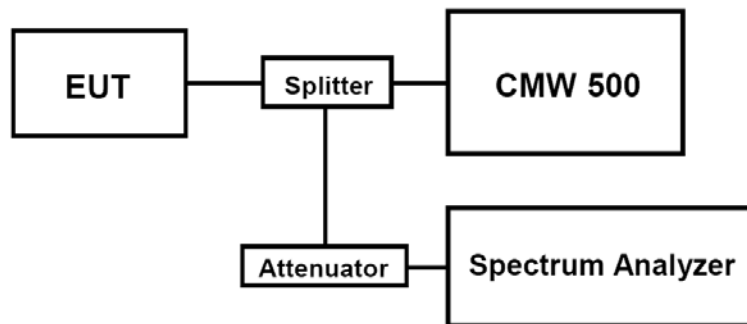 EUT
Splitter
CMW 500
Attenuator
Spectrum Analyzer